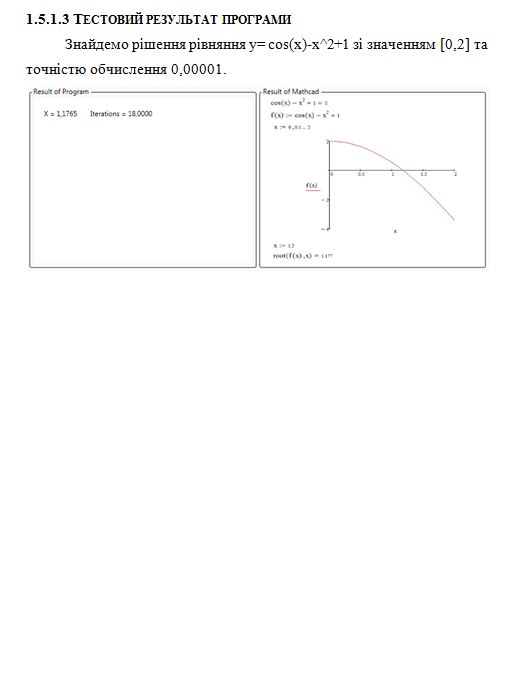 1.5.1.3 ТЕСТОВИЙ РЕЗУЛЬТАТ ПРОГРАМИ
Знайдемо рішення рівняння y= cos(x)-x^2+1 зі значенням [0,2] та
точністю обчислення 0,00001.
Result of Program
X = 1,1765 Iterations = 18,0000
Result of Mathcad
cos(x) − x² + 1 = 0
f(x) := cos(x) − x² + 1
x := 0, 0.1 .. 2
2
0 0.5 1 1.5 2
f(x)
− 2
− 4
x
x := 1.2
root(f(x), x) = 1.177